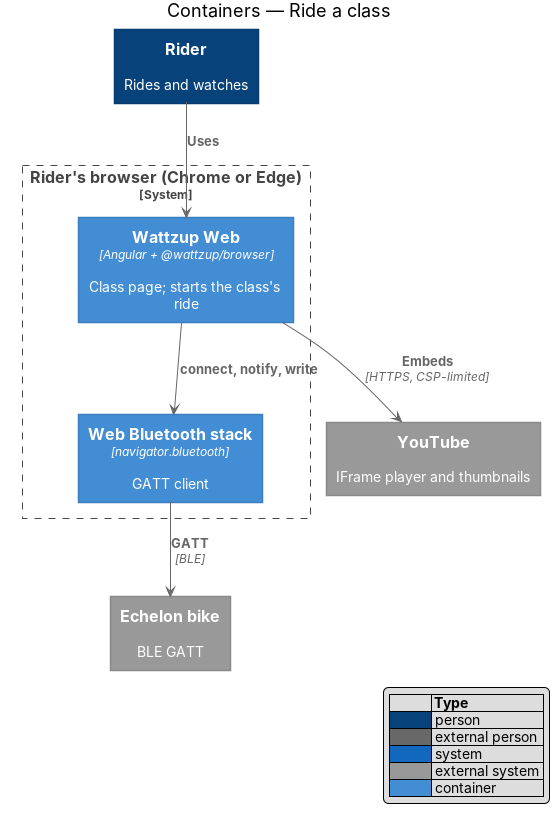 Containers — Ride a class
Rider
Rides and watches
Uses
Rider's browser (Chrome or Edge)
[System]
Wattzup Web
[Angular + @wattzup/browser]
Class page; starts the class's
ride
connect, notify, write
Embeds
[HTTPS, CSP-limited]
Web Bluetooth stack
[navigator.bluetooth]
GATT client
YouTube
IFrame player and thumbnails
GATT
[BLE]
Echelon bike
BLE GATT
Type
person
external person
system
external system
container